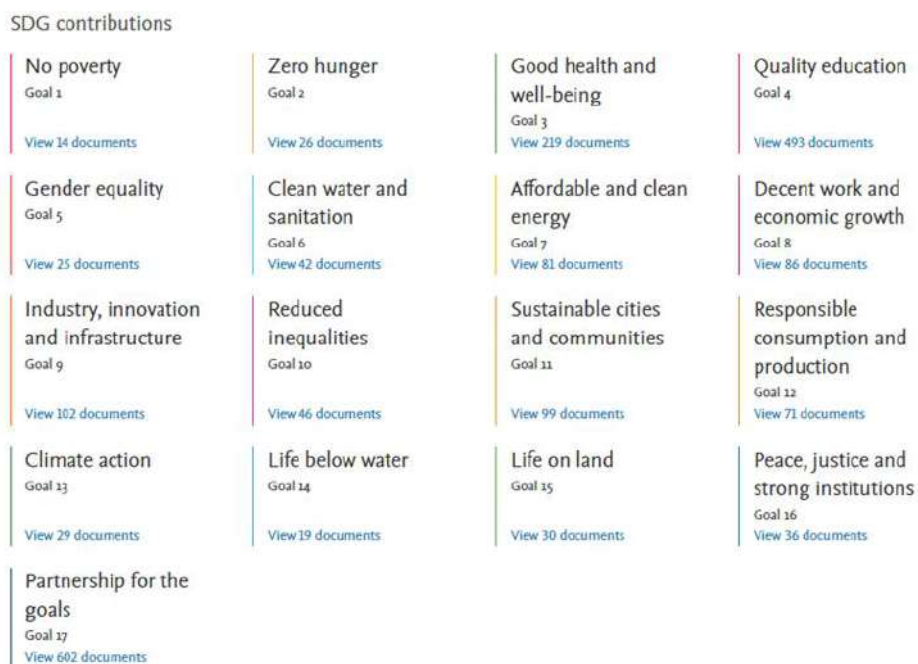 SDG contributions
No poverty
Goal 1
View 14 documents
Zero hunger
Goal 2
View 26 documents
Good health and
well-being
Goal 3
View 219 documents
Quality education
Goal 4
View 493 documents
Gender equality
Goal 5
View 25 documents
Clean water and
sanitation
Goal 6
View 42 documents
Affordable and clean
energy
Goal 7
View 81 documents
Decent work and
economic growth
Goal 8
View 86 documents
Industry, innovation
and infrastructure
Goal 9
View 102 documents
Reduced
inequalities
Goal 10
View 46 documents
Sustainable cities
and communities
Goal 11
View 99 documents
Responsible
consumption and
production
Goal 12
View 71 documents
Climate action
Goal 13
View 29 documents
Life below water
Goal 14
View 19 documents
Life on land
Goal 15
View 30 documents
Peace, justice and
strong institutions
Goal 16
View 36 documents
Partnership for the
goals
Goal 17
View 602 documents